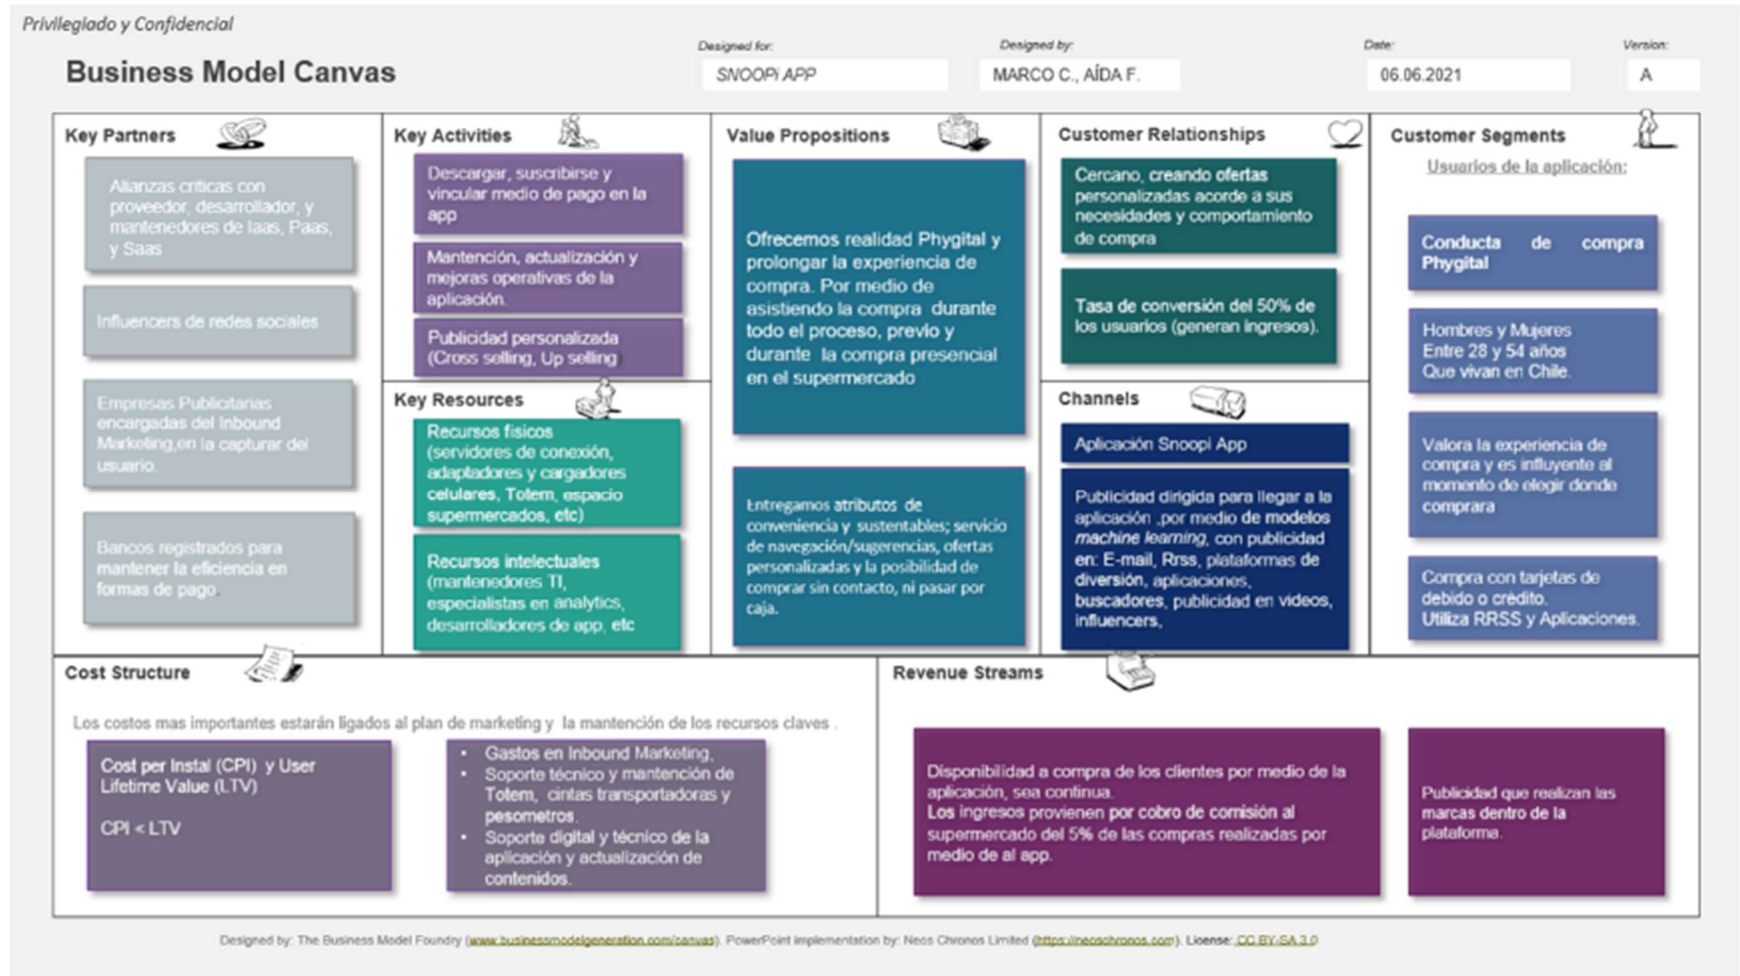 Privilegiado y Confidencial
Designed for:
Designed by:
Date:
Version:
Business Model Canvas
SNOOPi APP
MARCO C., AÍDA F.
06.06.2021
A
Key Partners
Alianzas criticas con
proveedor, desarrollador, y
mantenedores de Iaas, Paas,
y Saas
Influencers de redes sociales
Empresas Publicitarias
encargadas del Inbound
Marketing,en la capturar del
usuario.
Bancos registrados para
mantener la eficiencia en
formas de pago.
Key Activities
Descargar, suscribirse y
vincular medio de pago en la
app
Mantención, actualización y
mejoras operativas de la
aplicación.
Publicidad personalizada
(Cross selling, Up selling)
Key Resources
Recursos físicos
(servidores de conexión,
adaptadores y cargadores
celulares, Totem, espacio
supermercados, etc)
Recursos intelectuales
(mantenedores TI,
especialistas en analytics,
desarrolladores de app, etc
Value Propositions
Ofrecemos realidad Phygital y
prolongar la experiencia de
compra. Por medio de
asistiendo la compra durante
todo el proceso, previo y
durante la compra presencial
en el supermercado
Entregamos atributos de
conveniencia y sustentables; servicio
de navegación/sugerencias, ofertas
personalizadas y la posibilidad de
comprar sin contacto, ni pasar por
caja.
Customer Relationships
Cercano, creando ofertas
personalizadas acorde a sus
necesidades y comportamiento
de compra
Tasa de conversión del 50% de
los usuarios (generan ingresos).
Channels
Aplicación Snoopi App
Publicidad dirigida para llegar a la
aplicación ,por medio de modelos
machine learning, con publicidad
en: E-mail, Rrss, plataformas de
diversión, aplicaciones,
buscadores, publicidad en videos,
influencers,
Customer Segments
Usuarios de la aplicación:
Conducta de compra
Phygital
Hombres y Mujeres
Entre 28 y 54 años
Que vivan en Chile.
Valora la experiencia de
compra y es influyente al
momento de elegir donde
comprara
Compra con tarjetas de
debido o crédito.
Utiliza RRSS y Aplicaciones.
Cost Structure
Los costos mas importantes estarán ligados al plan de marketing y la mantención de los recursos claves .
Cost per Instal (CPI) y User
Lifetime Value (LTV)
CPI < LTV
• Gastos en Inbound Marketing,
• Soporte técnico y mantención de
Totem, cintas transportadoras y
pesometros.
• Soporte digital y técnico de la
aplicación y actualización de
contenidos.
Revenue Streams
Disponibilidad a compra de los clientes por medio de la
aplicación, sea continua.
Los ingresos provienen por cobro de comisión al
supermercado del 5% de las compras realizadas por
medio de al app.
Publicidad que realizan las
marcas dentro de la
plataforma.
Designed by: The Business Model Foundry (www.businessmodelgeneration.com/canvas). PowerPoint implementation by: Neos Chronos Limited (https://neoschronos.com). License: CC BY-SA 3.0